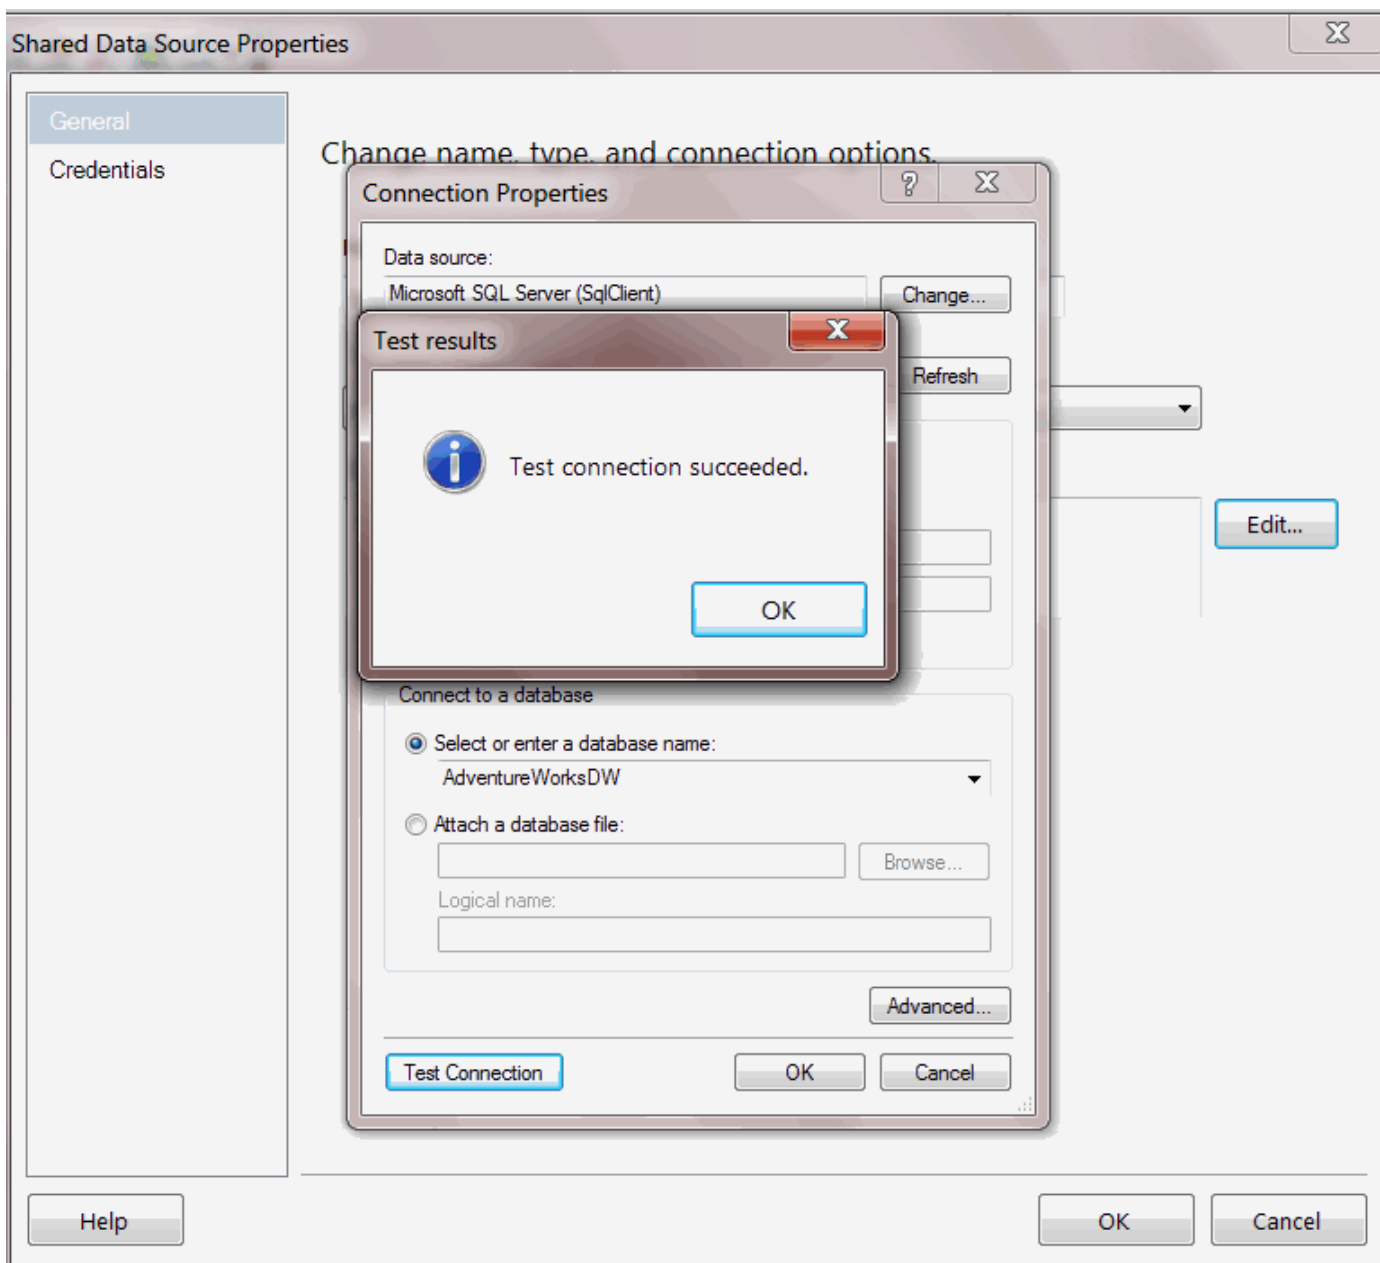 Shared Data Source Properties
General
Credentials
Change name, type, and connection options.
Connection Properties
Data source:
Microsoft SQL Server (SqlClient)
Change...
Test results
Refresh
Test connection succeeded.
Edit...
OK
Connect to a database
Select or enter a database name:
AdventureWorksDW
Attach a database file:
Browse...
Logical name:
Advanced...
Test Connection
OK
Cancel
Help
OK
Cancel